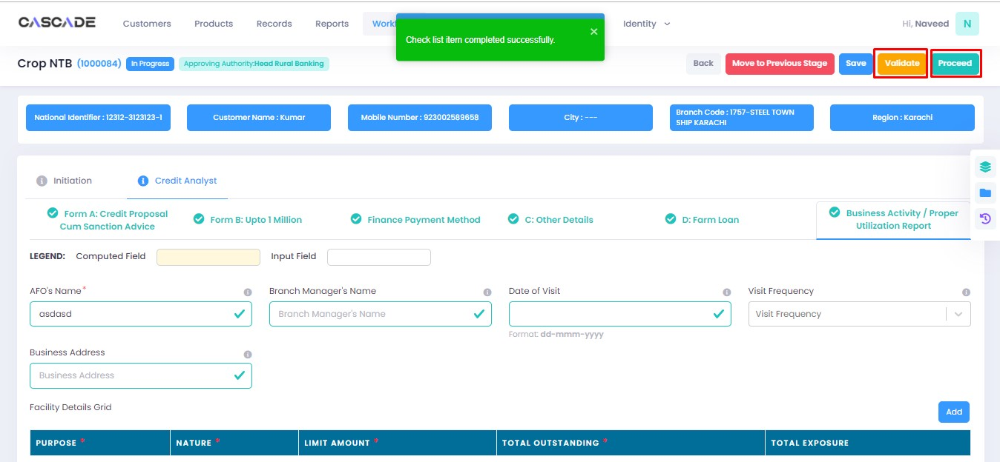 CASCADE
Customers
Products
Records
Reports
Workf
Check list item completed successfully.
×
Identity
Hi, Naveed
N
Crop NTB (1000084)
In Progress
Approving Authority:Head Rural Banking
Back
Move to Previous Stage
Save
Validate
Proceed
National Identifier : 12312-3123123-1
Customer Name : Kumar
Mobile Number : 923002589658
City : ---
Branch Code : 1757-STEEL TOWN
SHIP KARACHI
Region : Karachi
Initiation
Credit Analyst
Form A: Credit Proposal
Cum Sanction Advice
Form B: Upto 1 Million
Finance Payment Method
C: Other Details
D: Farm Loan
Business Activity / Proper
Utilization Report
LEGEND:
Computed Field
Input Field
AFO's Name*
Branch Manager's Name
Date of Visit
Visit Frequency
asdasd
Branch Manager's Name
Visit Frequency
Format: dd-mmm-yyyy
Business Address
Business Address
Facility Details Grid
Add
PURPOSE *
NATURE *
LIMIT AMOUNT *
TOTAL OUTSTANDING *
TOTAL EXPOSURE